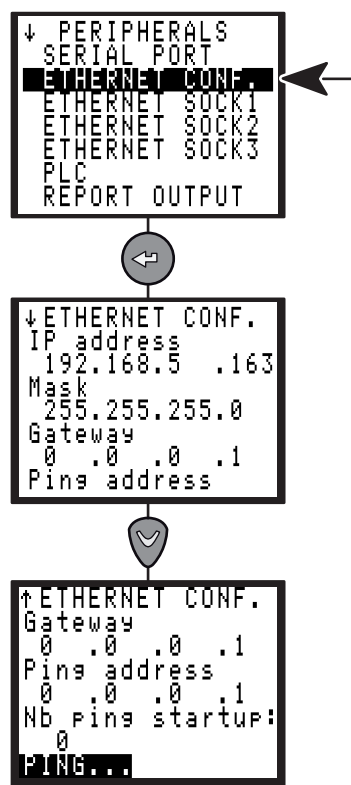 ↓ PERIPHERALS
SERIAL PORT
ETHERNET CONF.
ETHERNET SOCK1
ETHERNET SOCK2
ETHERNET SOCK3
PLC
REPORT OUTPUT
↓ETHERNET CONF.
IP address
192.168.5 .163
Mask
255.255.255.0
Gateway
0 .0 .0 .1
Ping address
↑ETHERNET CONF.
Gateway
0 .0 .0 .1
Ping address
0 .0 .0 .1
Nb ping startup:
0
PING...